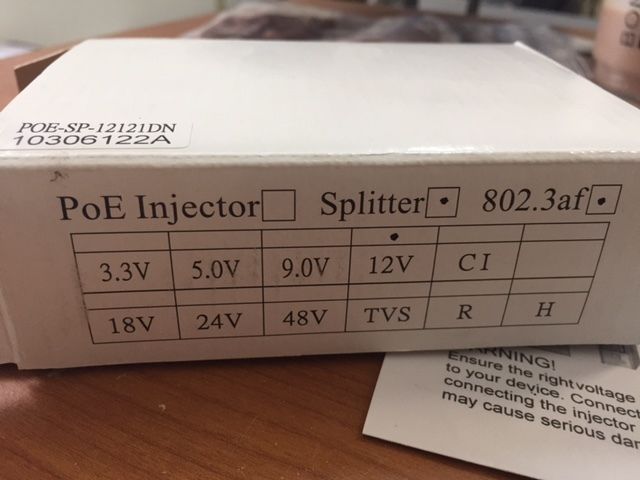 POE-SP-12121DN
10306122A
PoE Injector Splitter 802.3af
3.3V 5.0V 9.0V 12V CI
18V 24V 48V TVS R H
WARNING!
Ensure the right voltage
to your device. Connect
connecting the injector
may cause serious